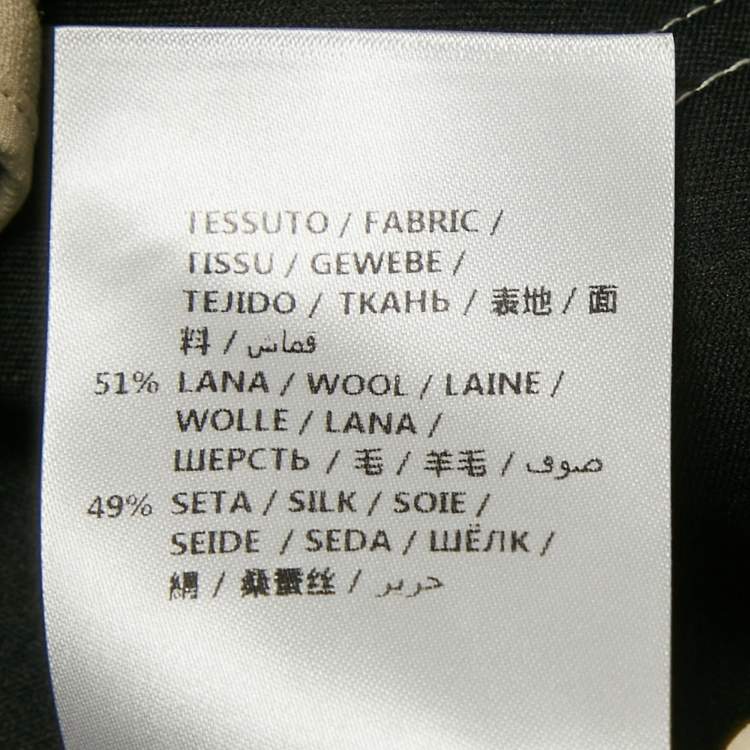 TESSUTO / FABRIC /
TISSU / GEWEBE /
TEJIDO / ТКАНЬ / 表地 / 面
料 / قماش
51% LANA / WOOL / LAINE /
WOLLE / LANA /
ШЕРСТЬ / 毛 / 羊毛 / صوف
49% SETA / SILK / SOIE /
SEIDE / SEDA / ШЁЛК /
絹 / 桑蚕丝 / حرير